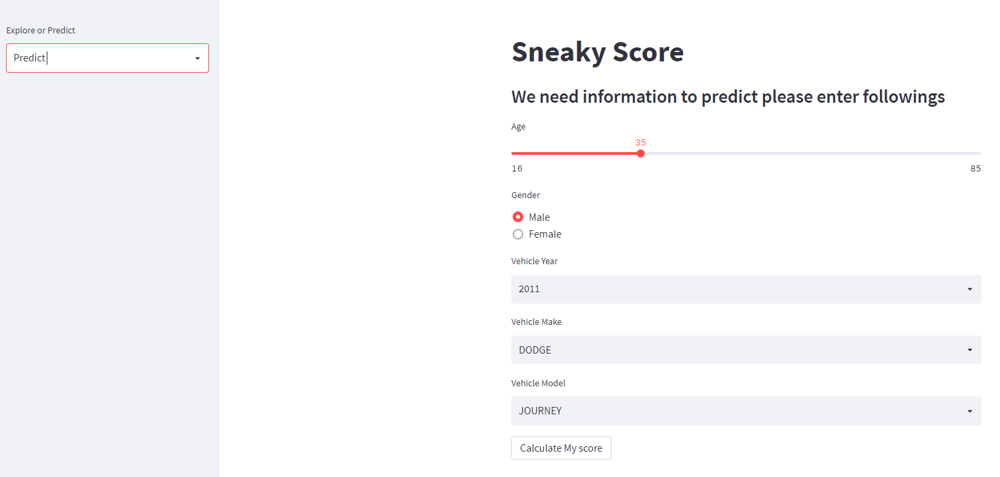 Explore or Predict
Predict
Sneaky Score
We need information to predict please enter followings
Age
35
16 85
Gender
Male
Female
Vehicle Year
2011
Vehicle Make
DODGE
Vehicle Model
JOURNEY
Calculate My score